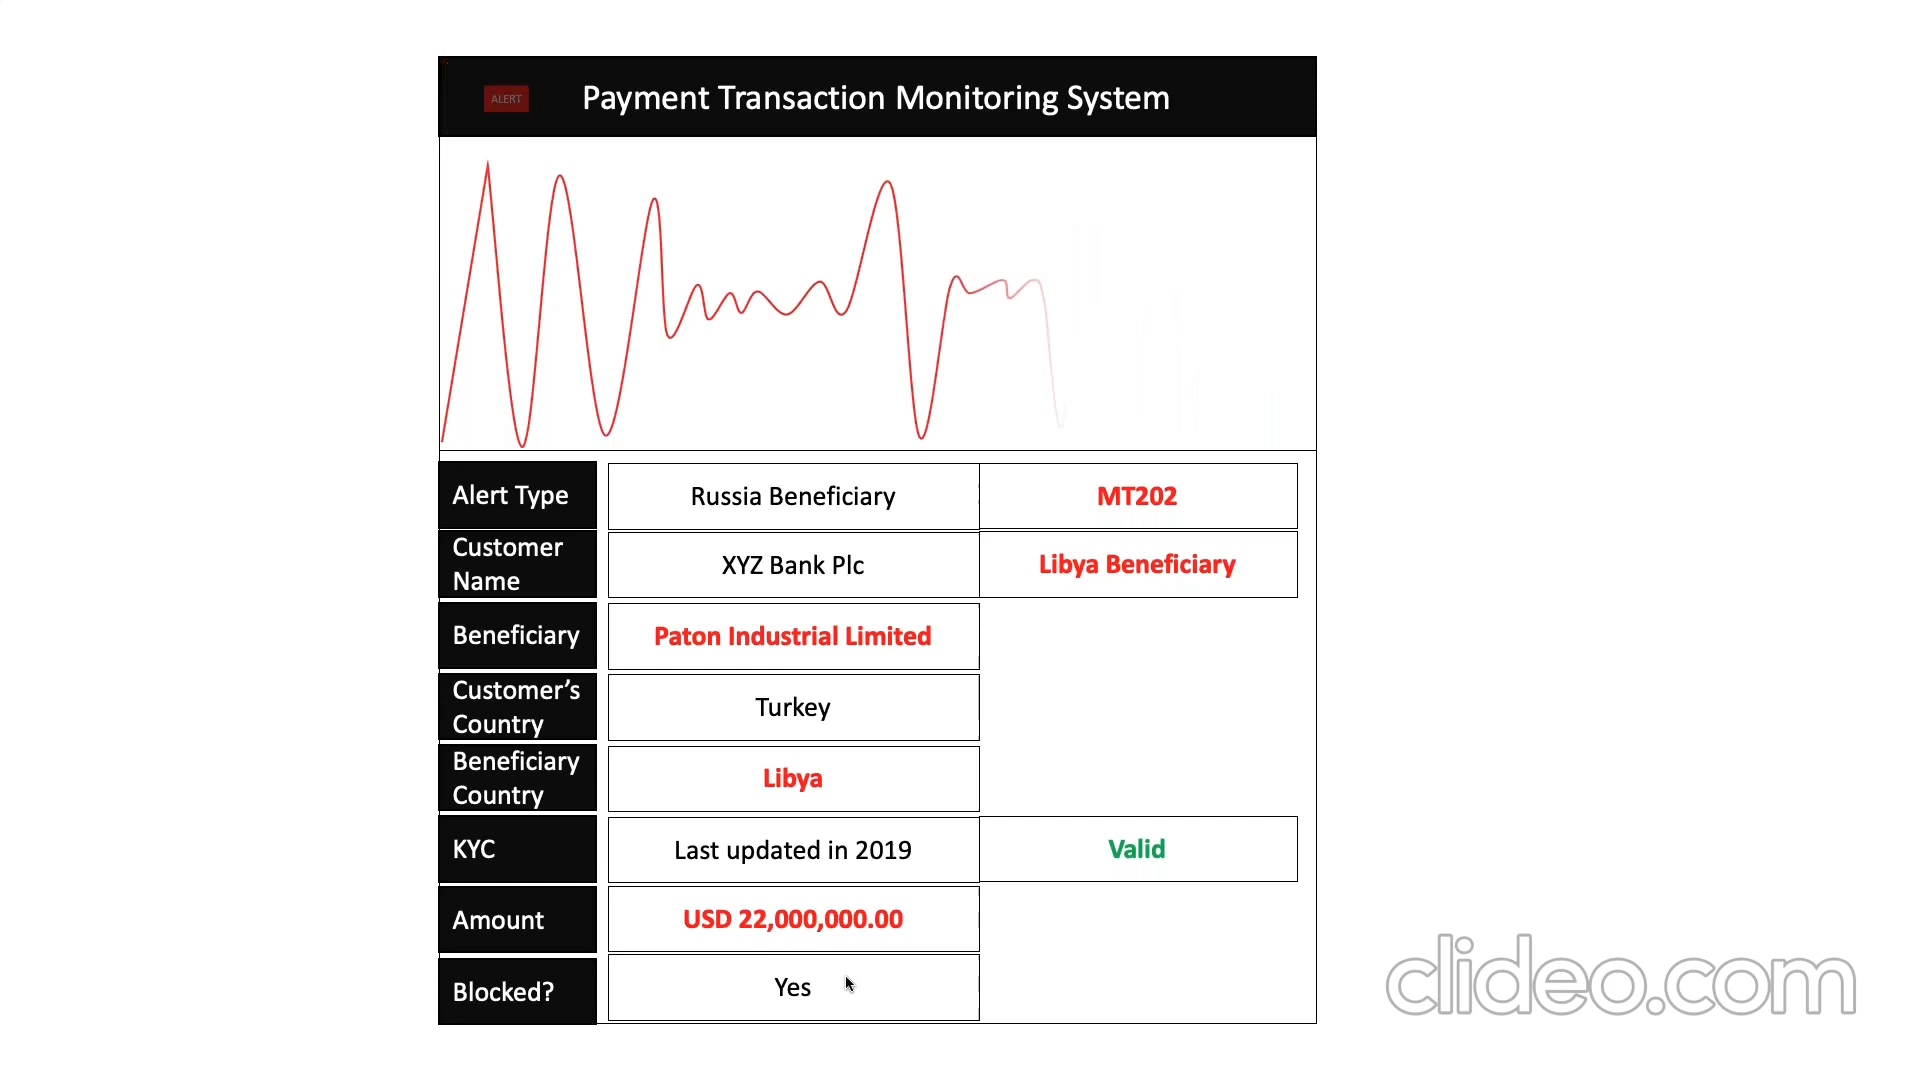 ALERT
Payment Transaction Monitoring System
Alert Type
Russia Beneficiary
MT202
Customer
Name
XYZ Bank Plc
Libya Beneficiary
Beneficiary
Paton Industrial Limited
Customer’s
Country
Turkey
Beneficiary
Country
Libya
KYC
Last updated in 2019
Valid
Amount
USD 22,000,000.00
Blocked?
Yes
clideo.com